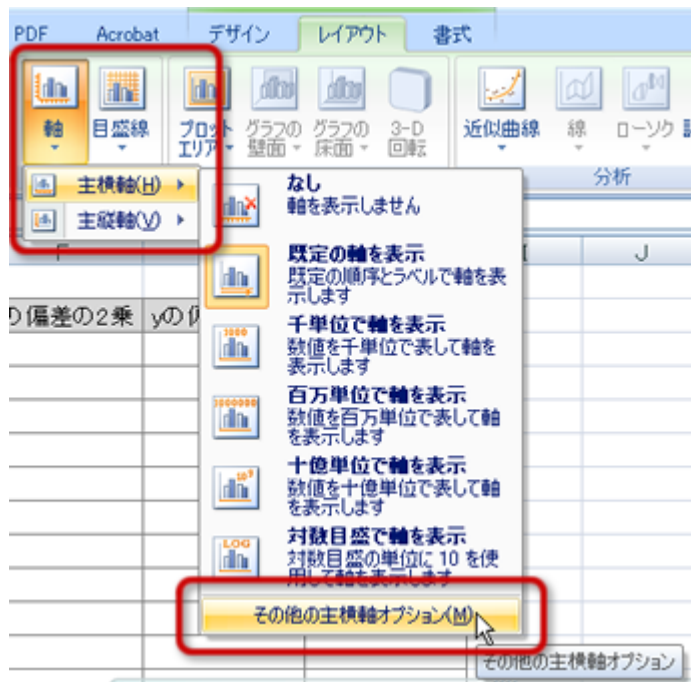 PDF Acrobat デザイン レイアウト 書式
軸 目盛線 プロット エリア グラフの 壁面 グラフの 床面 3-D 回転 近似曲線 線 ローソク
分析
主横軸(H)
主縦軸(V)
なし
軸を表示しません
F J
既定の軸を表示
既定の順序とラベルで軸を表
示します
の偏差の2乗 yの
千単位で軸を表示
数値を千単位で表して軸を
表示します
百万単位で軸を表示
数値を百万単位で表して軸
を表示します
十億単位で軸を表示
数値を十億単位で表して軸
を表示します
対数目盛で軸を表示
対数目盛の単位に 10 を使
用して軸を表示します
その他の主横軸オプション(M)
その他の主横軸オプション